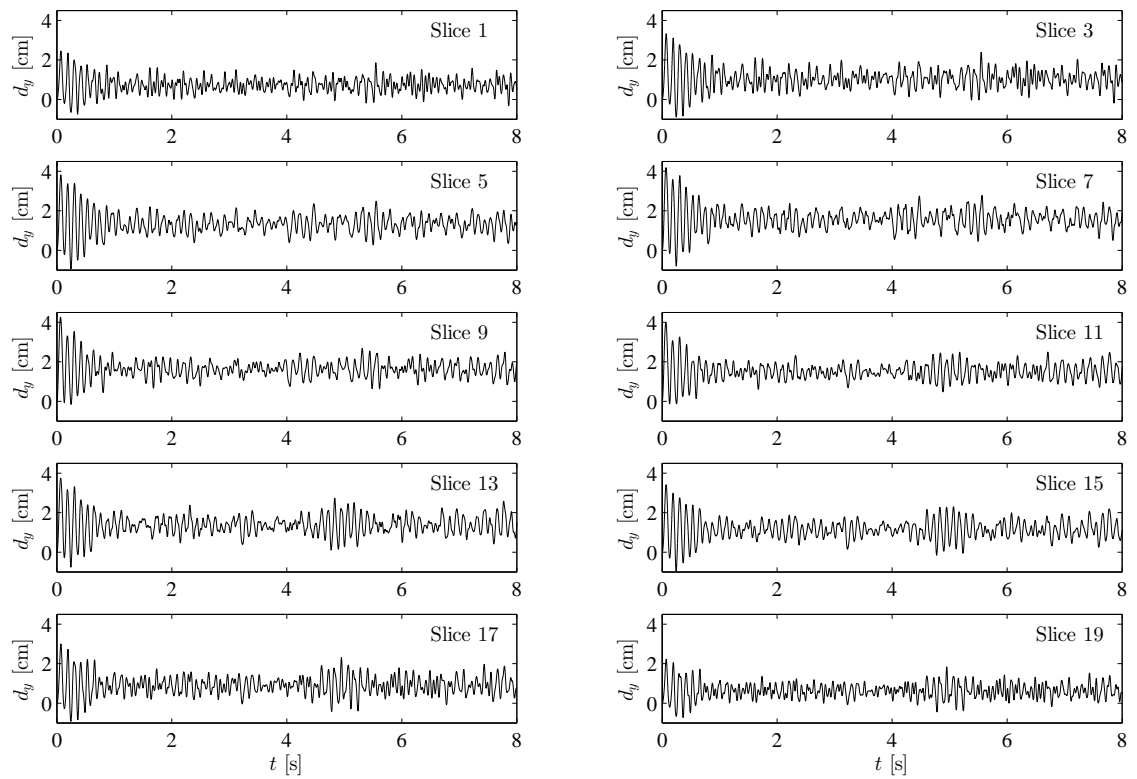 Slice 1
d_y [cm]
4
2
0
0 2 4 6 8
Slice 3
d_y [cm]
4
2
0
0 2 4 6 8
Slice 5
d_y [cm]
4
2
0
0 2 4 6 8
Slice 7
d_y [cm]
4
2
0
0 2 4 6 8
Slice 9
d_y [cm]
4
2
0
0 2 4 6 8
Slice 11
d_y [cm]
4
2
0
0 2 4 6 8
Slice 13
d_y [cm]
4
2
0
0 2 4 6 8
Slice 15
d_y [cm]
4
2
0
0 2 4 6 8
Slice 17
d_y [cm]
4
2
0
0 2 4 6 8
t [s]
Slice 19
d_y [cm]
4
2
0
0 2 4 6 8
t [s]